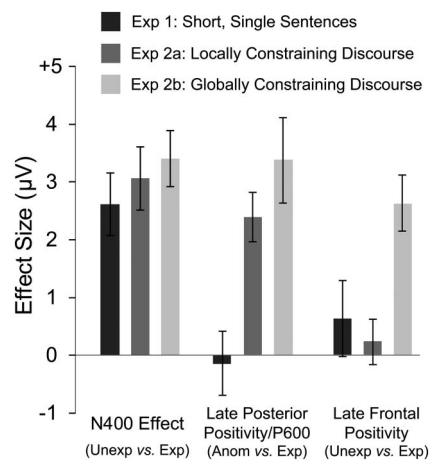 Exp 1: Short, Single Sentences
Exp 2a: Locally Constraining Discourse
Exp 2b: Globally Constraining Discourse
+5
4
3
2
1
0
-1
Effect Size (µV)
N400 Effect
(Unexp vs. Exp)
Late Posterior
Positivity/P600
(Anom vs. Exp)
Late Frontal
Positivity
(Unexp vs. Exp)